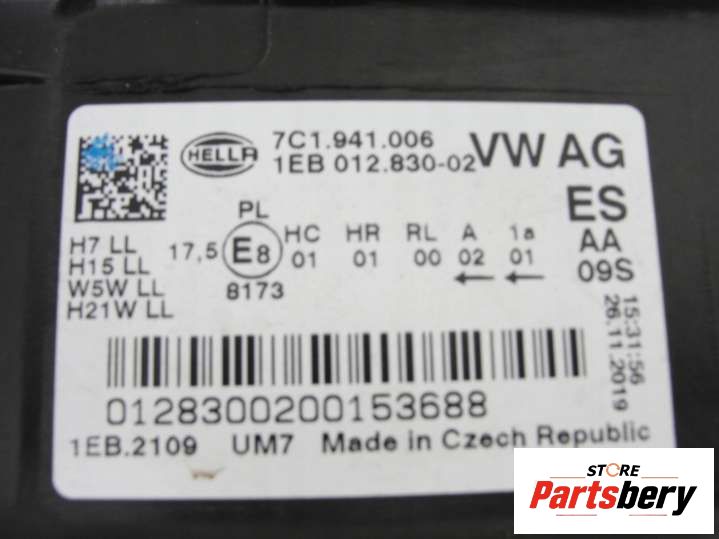 HELLA
7C1.941.006
1EB 012.830-02
VW AG
ES
AA
09S
PL
H7 LL
H15 LL
W5W LL
H21W LL
17,5
E8
8173
HC HR RL A 1a
01 01 00 02 01
15:31:56
26.11.2019
0128300200153688
1EB.2109 UM7 Made in Czech Republic
STORE
Partsbery